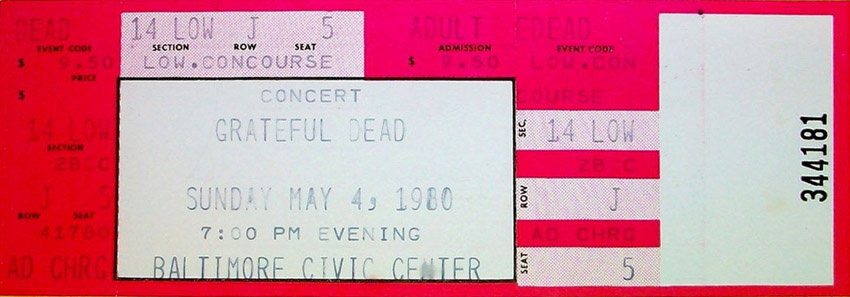 DEAD 14 LOW J 5 ADULT EDEAD
EVENT CODE SECTION ROW SEAT ADMISSION EVENT CODE
$ 9.50 LOW.CONCOURSE $ 9.50 LOW.CON
PRICE
$ CONCERT COURSE
14 LOW GRATEFUL DEAD SEC. 14 LOW
SECTION
28 C 28 C
J 5 SUNDAY MAY 4, 1980 ROW J
ROW SEAT
41780 7:00 PM EVENING AD CHRG
AD CHRG BALTIMORE CIVIC CENTER SEAT 5
344181